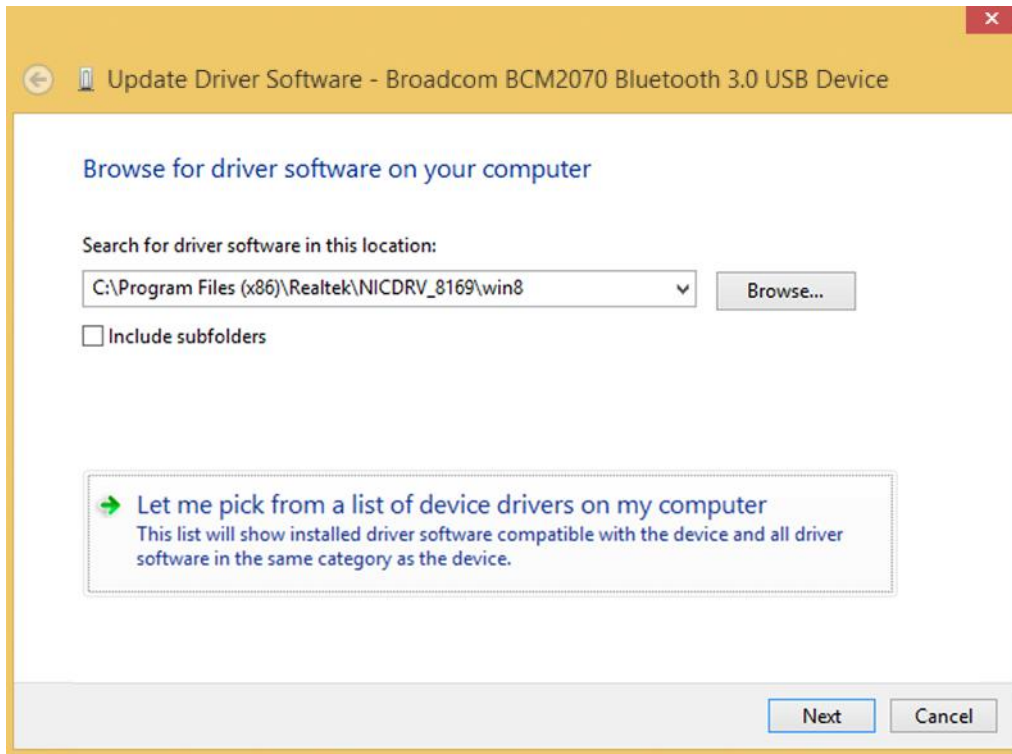 Update Driver Software - Broadcom BCM2070 Bluetooth 3.0 USB Device
Browse for driver software on your computer
Search for driver software in this location:
C:\Program Files (x86)\Realtek\NICDRV_8169\win8
Browse...
Include subfolders
Let me pick from a list of device drivers on my computer
This list will show installed driver software compatible with the device and all driver
software in the same category as the device.
Next
Cancel